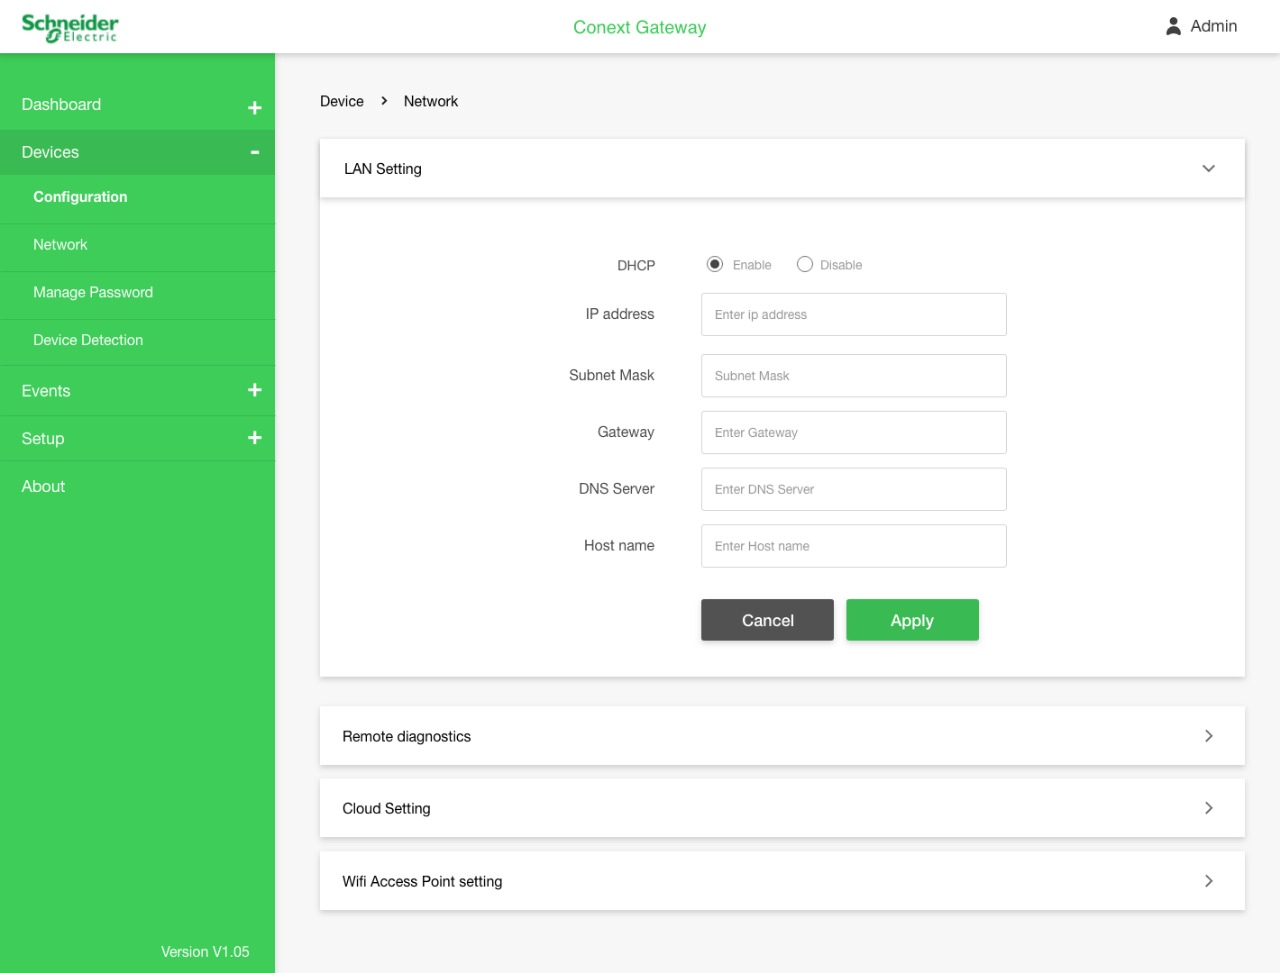 Schneider
Electric
Conext Gateway
Admin
Dashboard
Devices
Configuration
Network
Manage Password
Device Detection
Events
Setup
About
Version V1.05
Device > Network
LAN Setting
DHCP Enable Disable
IP address Enter ip address
Subnet Mask Subnet Mask
Gateway Enter Gateway
DNS Server Enter DNS Server
Host name Enter Host name
Cancel Apply
Remote diagnostics
Cloud Setting
Wifi Access Point setting